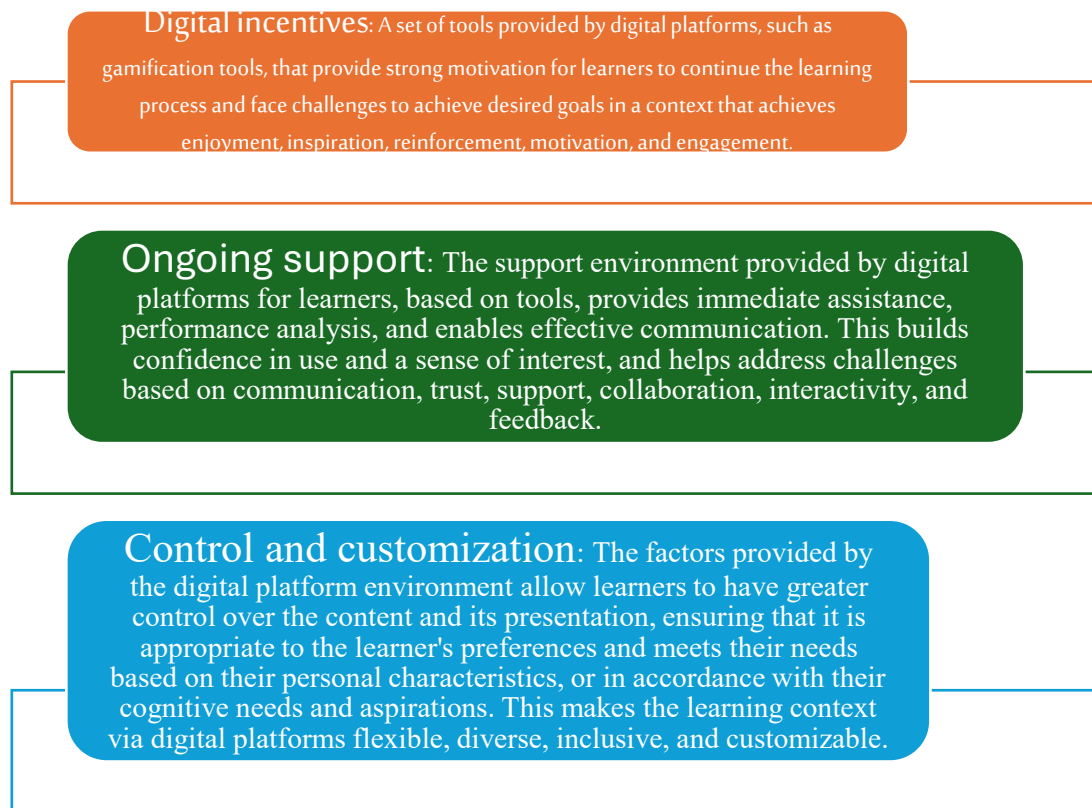 Digital incentives: A set of tools provided by digital platforms, such as
gamification tools, that provide strong motivation for learners to continue the learning
process and face challenges to achieve desired goals in a context that achieves
enjoyment, inspiration, reinforcement, motivation, and engagement.
Ongoing support: The support environment provided by digital
platforms for learners, based on tools, provides immediate assistance,
performance analysis, and enables effective communication. This builds
confidence in use and a sense of interest, and helps address challenges
based on communication, trust, support, collaboration, interactivity, and
feedback.
Control and customization: The factors provided by
the digital platform environment allow learners to have greater
control over the content and its presentation, ensuring that it is
appropriate to the learner's preferences and meets their needs
based on their personal characteristics, or in accordance with their
cognitive needs and aspirations. This makes the learning context
via digital platforms flexible, diverse, inclusive, and customizable.